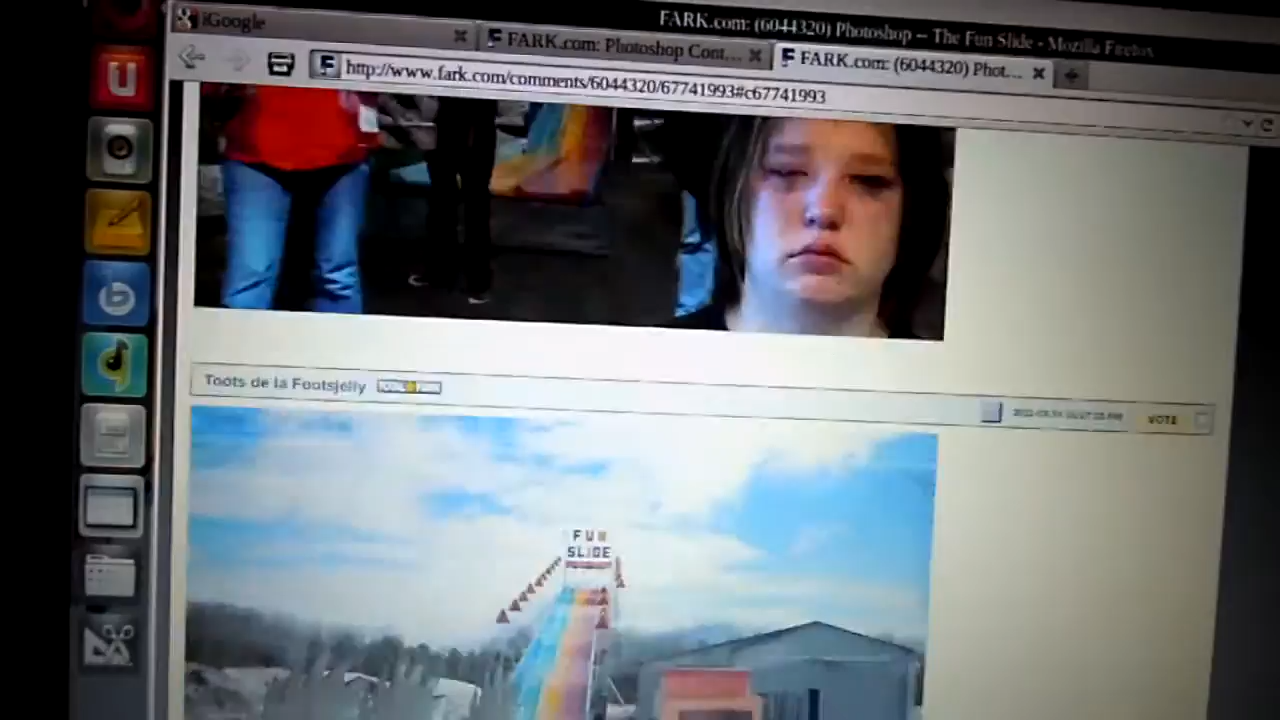 FARK.com: (6044320) Photoshop -- The Fun Slide - Mozilla Firefox
iGoogle
FARK.com: Photoshop Cont...
FARK.com: (6044320) Phot...
http://www.fark.com/comments/6044320/67741993#c67741993
Toots de la Footsjelly
VOTE
FUN
SLIDE